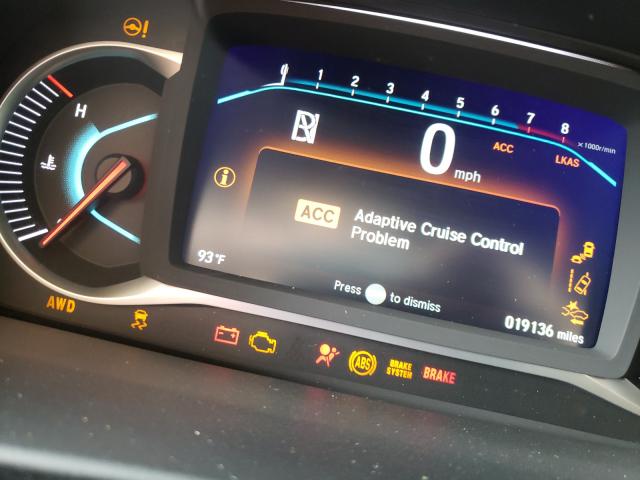 0 1 2 3 4 5 6 7 8
x1000r/min
H
0 mph
ACC
LKAS
ACC Adaptive Cruise Control
Problem
93°F
Press to dismiss
019136 miles
AWD
ABS
BRAKE
SYSTEM
BRAKE